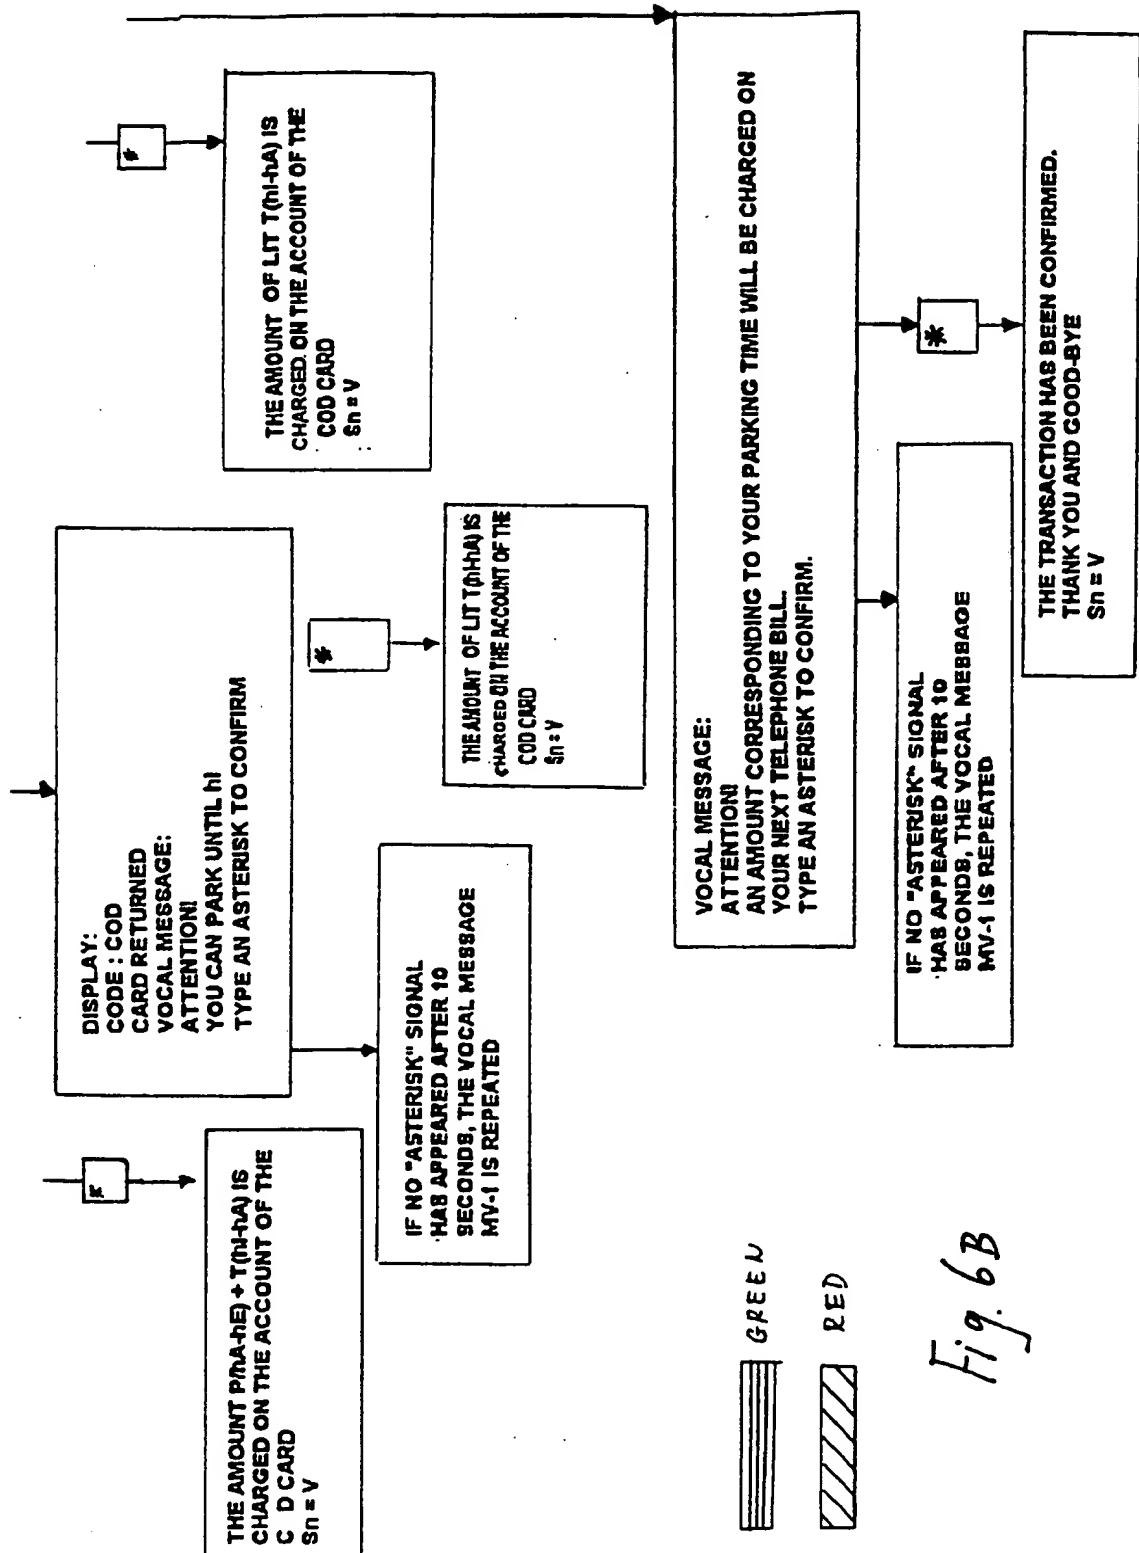 *
THE AMOUNT P(hA-hE) + T(hI-hA) IS
CHARGED ON THE ACCOUNT OF THE
C D CARD
Sn = V
DISPLAY:
CODE : COD
CARD RETURNED
VOCAL MESSAGE:
ATTENTION!
YOU CAN PARK UNTIL hI
TYPE AN ASTERISK TO CONFIRM
*
THE AMOUNT OF LIT T(hI-hA) IS
CHARGED ON THE ACCOUNT OF THE
COD CARD
Sn = V
IF NO "ASTERISK" SIGNAL
HAS APPEARED AFTER 10
SECONDS, THE VOCAL MESSAGE
MV-1 IS REPEATED
*
THE AMOUNT OF LIT T(hI-hA) IS
CHARGED ON THE ACCOUNT OF THE
COD CARD
Sn = V
VOCAL MESSAGE:
ATTENTION!
AN AMOUNT CORRESPONDING TO YOUR PARKING TIME WILL BE CHARGED ON
YOUR NEXT TELEPHONE BILL.
TYPE AN ASTERISK TO CONFIRM.
IF NO "ASTERISK" SIGNAL
HAS APPEARED AFTER 10
SECONDS, THE VOCAL MESSAGE
MV-1 IS REPEATED
*
THE TRANSACTION HAS BEEN CONFIRMED.
THANK YOU AND GOOD-BYE
Sn = V
GREEN
RED
Fig. 6B